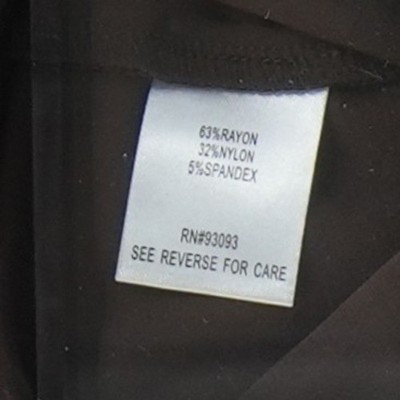 63%RAYON
32%NYLON
5%SPANDEX
RN#93093
SEE REVERSE FOR CARE